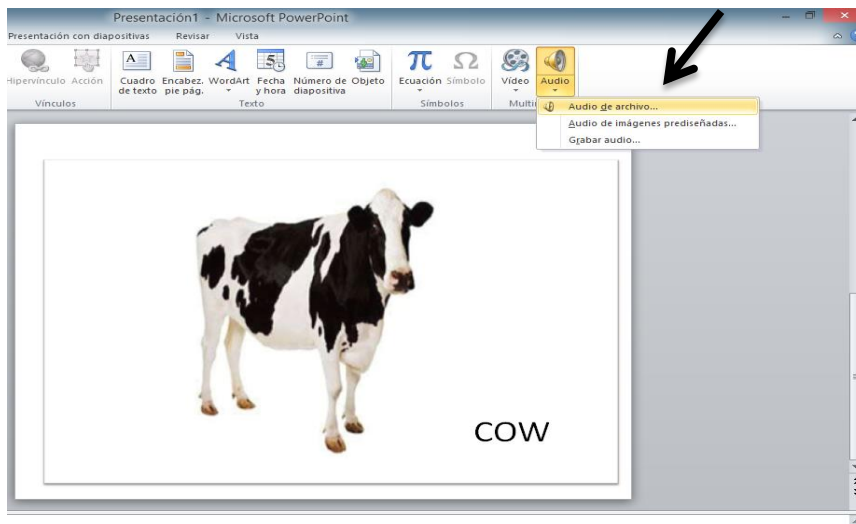 Presentación1 - Microsoft PowerPoint
Presentación con diapositivas Revisar Vista
Hipervínculo Acción Cuadro de texto Encabez. pie pág. WordArt Fecha y hora Número de diapositiva Objeto Ecuación Símbolo Vídeo Audio
Vínculos Texto Símbolos
Audio de archivo...
Audio de imágenes prediseñadas...
Grabar audio...
COW